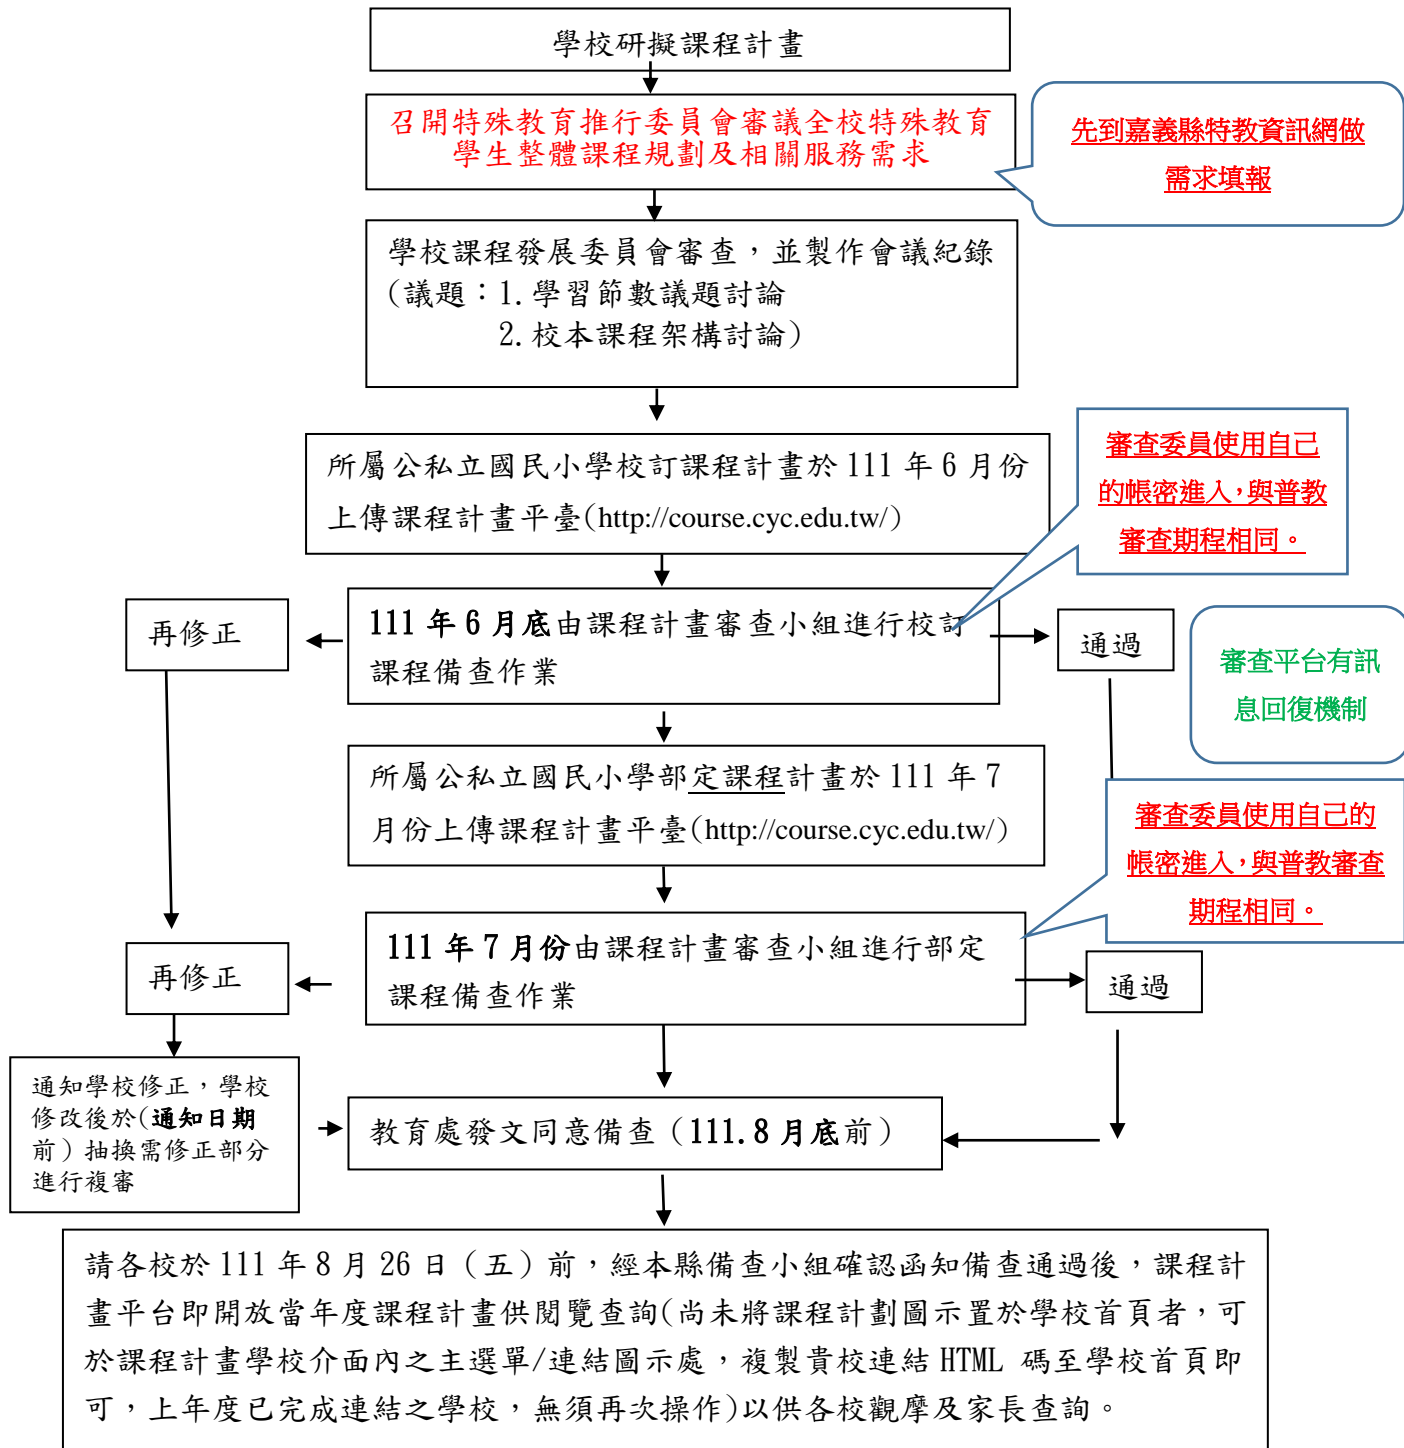 學校研擬課程計畫
召開特殊教育推行委員會審議全校特殊教育
學生整體課程規劃及相關服務需求
先到嘉義縣特教資訊網做
需求填報
學校課程發展委員會審查，並製作會議紀錄
(議題：1.學習節數議題討論
2.校本課程架構討論)
所屬公私立國民小學校訂課程計畫於 111 年 6 月份
上傳課程計畫平臺(http://course.cyc.edu.tw/)
審查委員使用自己
的帳密進入，與普教
審查期程相同。
再修正
111 年 6 月底由課程計畫審查小組進行校訂
課程備查作業
通過
審查平台有訊
息回復機制
所屬公私立國民小學部定課程計畫於 111 年 7
月份上傳課程計畫平臺(http://course.cyc.edu.tw/)
審查委員使用自己的
帳密進入，與普教審查
期程相同。
再修正
111 年 7 月份由課程計畫審查小組進行部定
課程備查作業
通過
通知學校修正，學校
修改後於(通知日期
前）抽換需修正部分
進行複審
教育處發文同意備查（111.8 月底前）
請各校於 111 年 8 月 26 日（五）前，經本縣備查小組確認函知備查通過後，課程計
畫平台即開放當年度課程計畫供閱覽查詢(尚未將課程計劃圖示置於學校首頁者，可
於課程計畫學校介面內之主選單/連結圖示處，複製貴校連結 HTML 碼至學校首頁即
可，上年度已完成連結之學校，無須再次操作)以供各校觀摩及家長查詢。